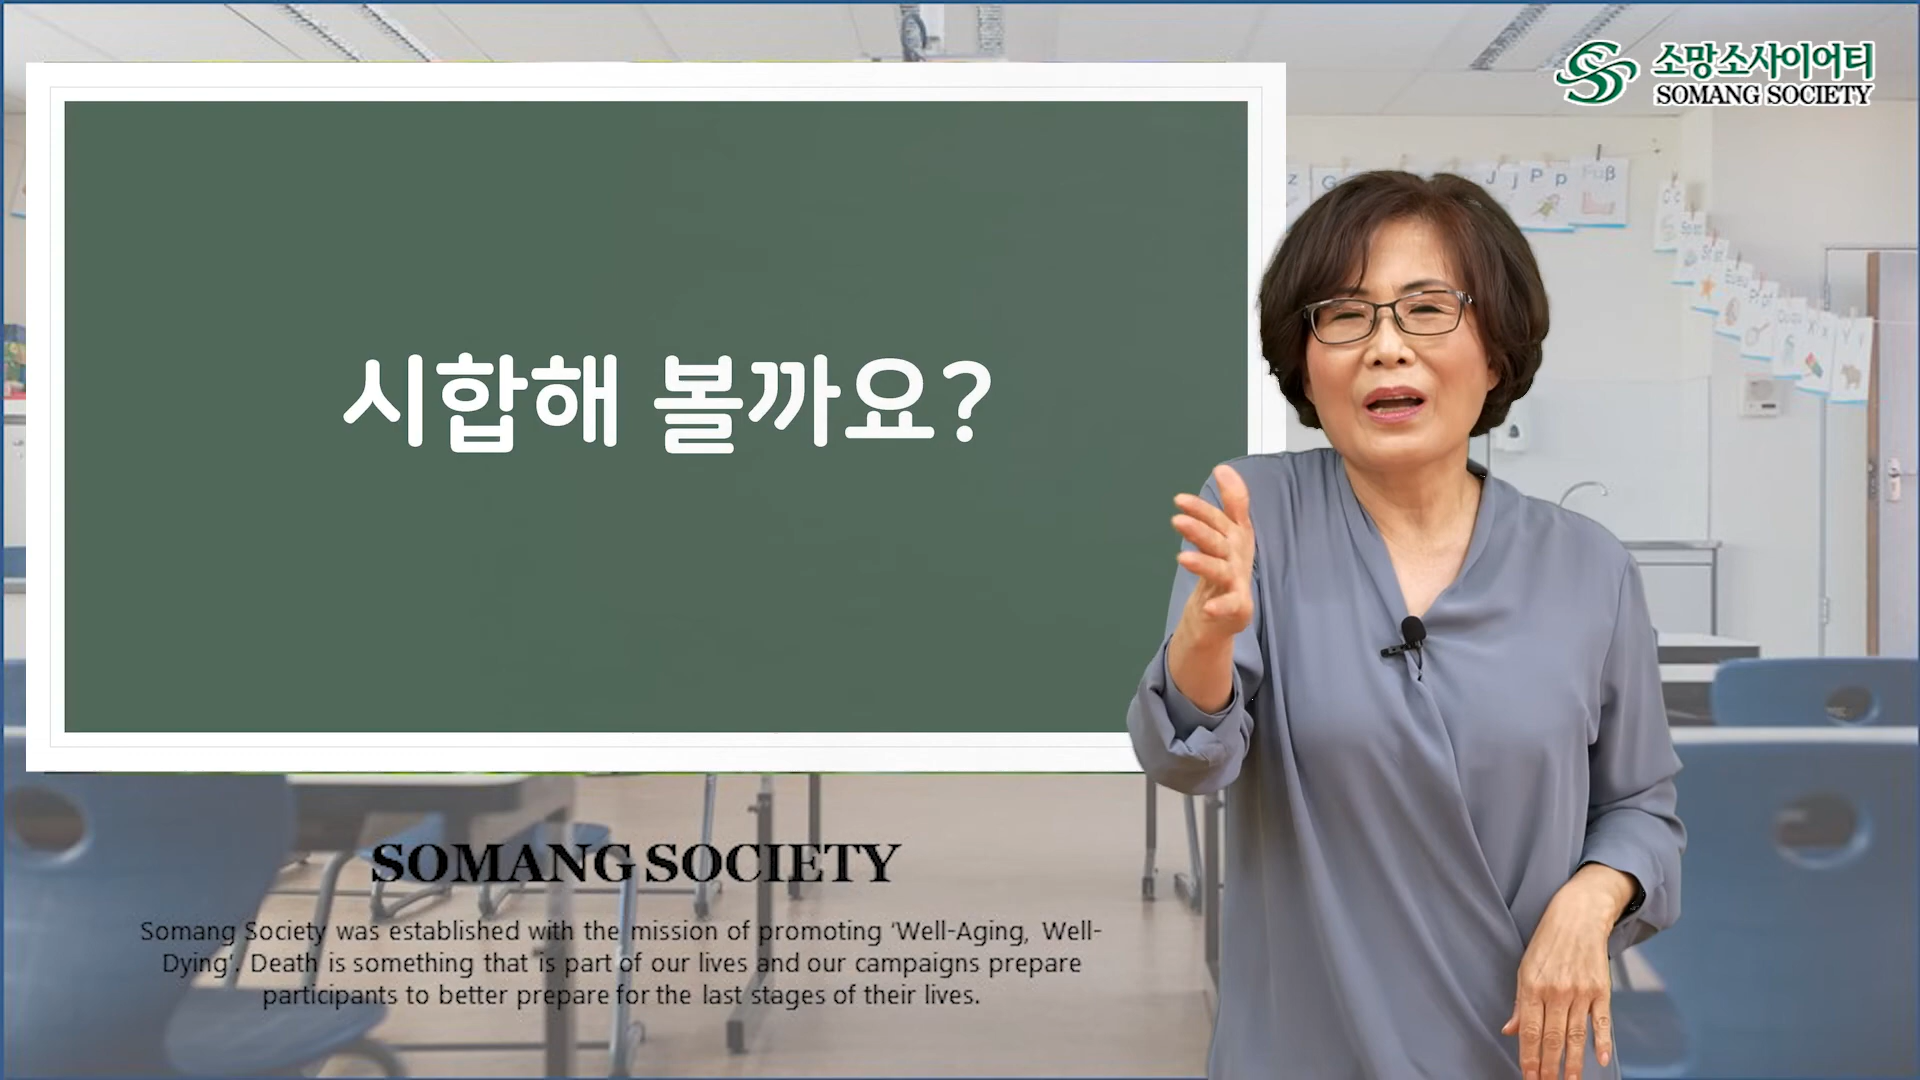 소망소사이어티
SOMANG SOCIETY
시합해 볼까요?
SOMANG SOCIETY
Somang Society was established with the mission of promoting ‘Well-Aging, Well-
Dying’. Death is something that is part of our lives and our campaigns prepare
participants to better prepare for the last stages of their lives.